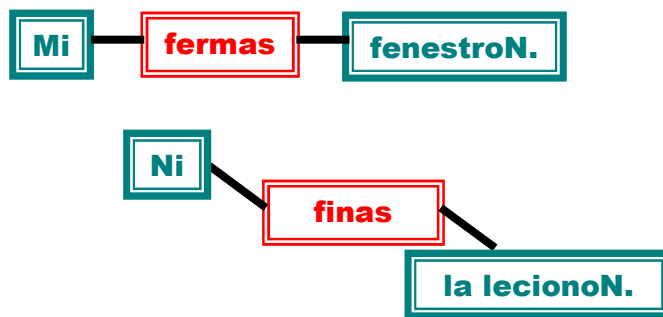 Mi fermas fenestroN.
Ni
finas
la lecionoN.